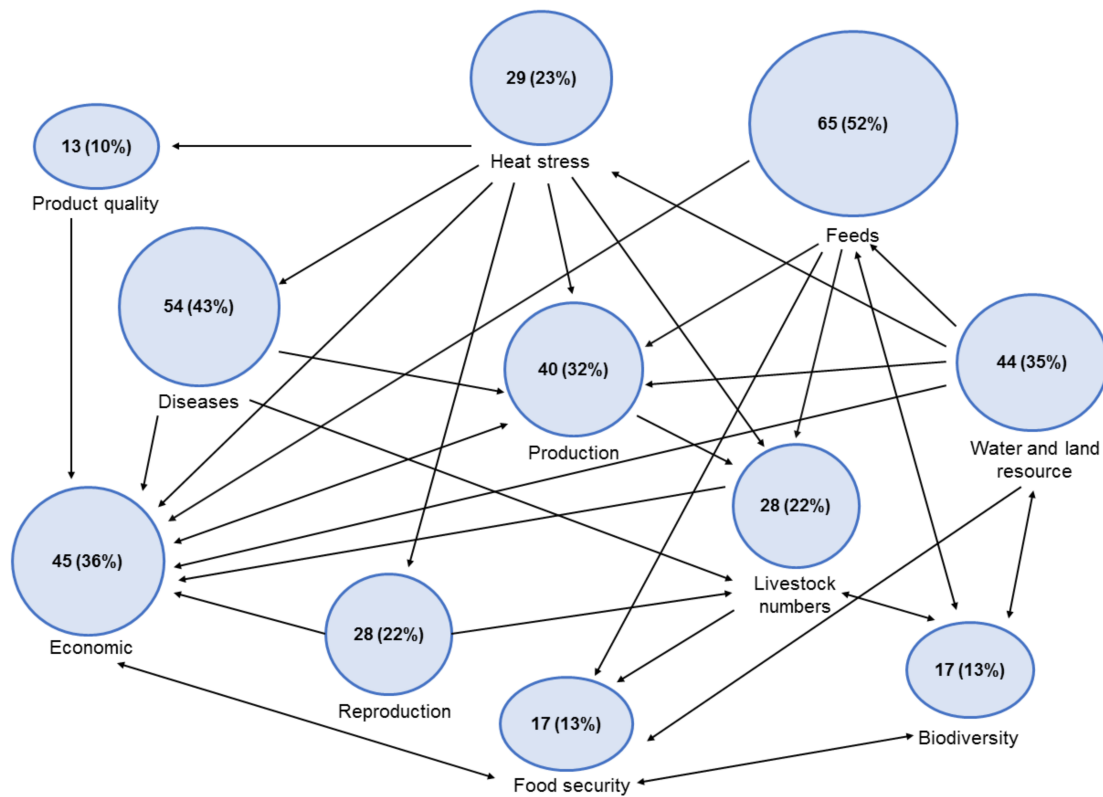 29 (23%)
Heat stress
65 (52%)
Feeds
13 (10%)
Product quality
54 (43%)
Diseases
40 (32%)
Production
44 (35%)
Water and land
resource
28 (22%)
Livestock
numbers
45 (36%)
Economic
28 (22%)
Reproduction
17 (13%)
Food security
17 (13%)
Biodiversity